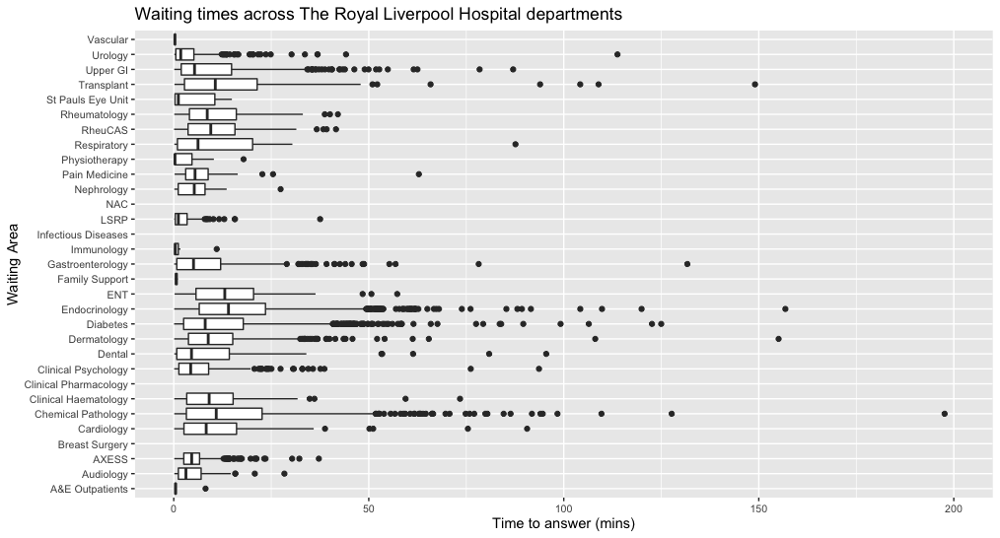 Waiting times across The Royal Liverpool Hospital departments
Waiting Area
Vascular
Urology
Upper GI
Transplant
St Pauls Eye Unit
Rheumatology
RheuCAS
Respiratory
Physiotherapy
Pain Medicine
Nephrology
NAC
LSRP
Infectious Diseases
Immunology
Gastroenterology
Family Support
ENT
Endocrinology
Diabetes
Dermatology
Dental
Clinical Psychology
Clinical Pharmacology
Clinical Haematology
Chemical Pathology
Cardiology
Breast Surgery
AXESS
Audiology
A&E Outpatients
0 50 100 150 200
Time to answer (mins)